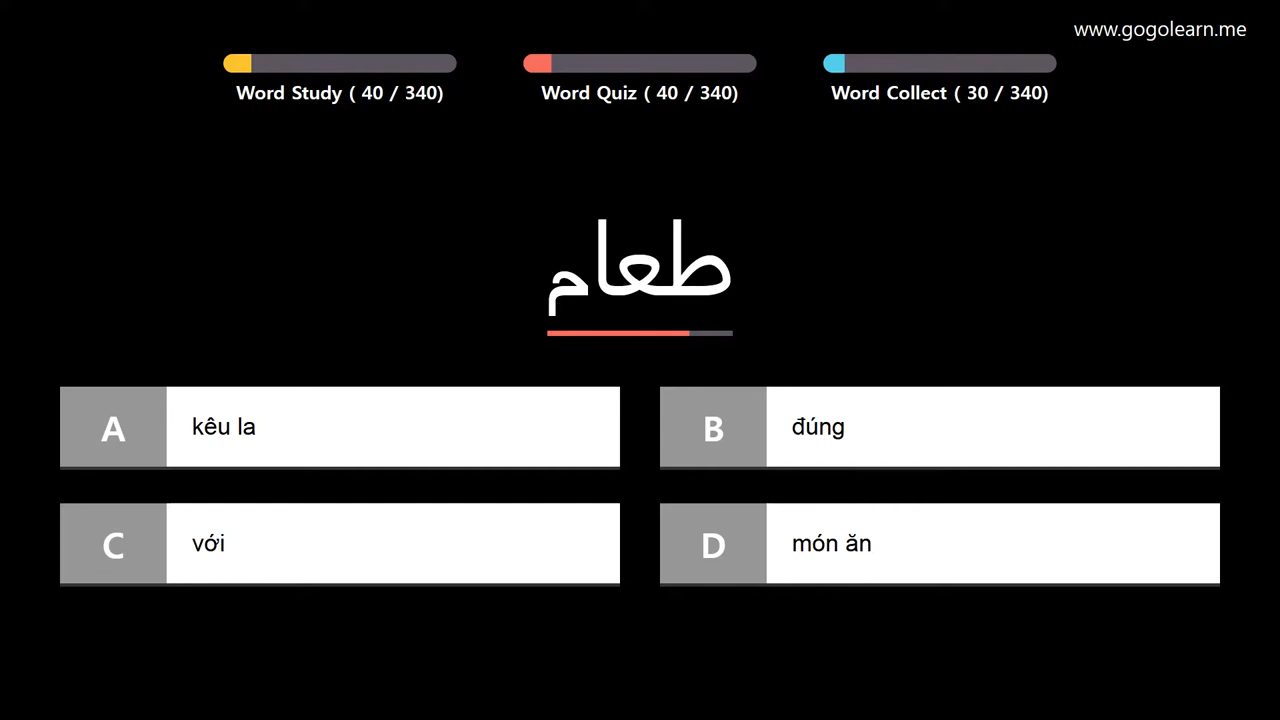 www.gogolearn.me
Word Study ( 40 / 340)
Word Quiz ( 40 / 340)
Word Collect ( 30 / 340)
طعام
A kêu la
B đúng
C với
D món ăn